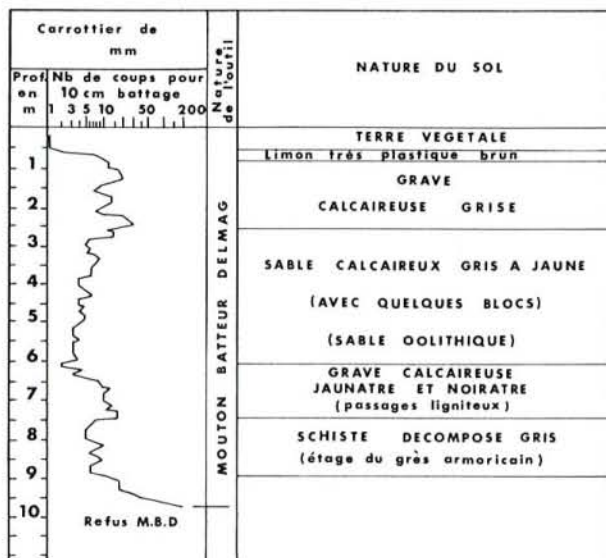 Carrottier de
mm
Prof. en m
Nb de coups pour
10 cm battage
1 3 5 10 50 200
Nature
de l'outil
NATURE DU SOL
1
2
3
4
5
6
7
8
9
10
MOUTON BATTEUR DELMAG
Refus M.B.D
TERRE VEGETALE
Limon très plastique brun
GRAVE
CALCAIREUSE GRISE
SABLE CALCAIREUX GRIS A JAUNE
(AVEC QUELQUES BLOCS)
(SABLE OOLITHIQUE)
GRAVE CALCAIREUSE
JAUNATRE ET NOIRATRE
(passages ligniteux)
SCHISTE DECOMPOSE GRIS
(étage du grès armoricain)